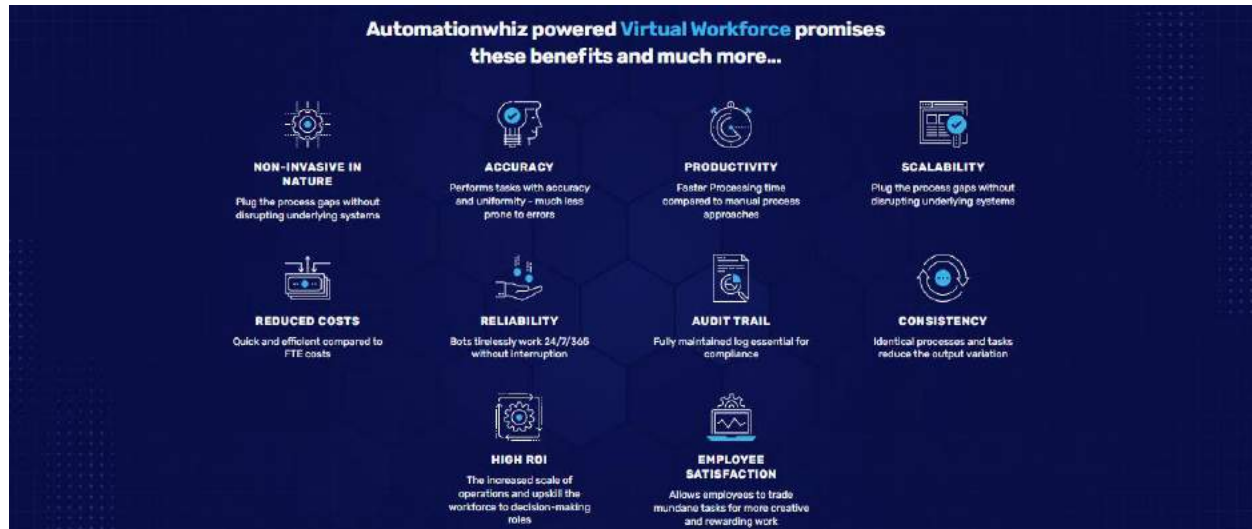 Automationwhiz powered Virtual Workforce promises
these benefits and much more...
NON-INVASIVE IN
NATURE
Plug the process gaps without
disrupting underlying systems
ACCURACY
Performs tasks with accuracy
and uniformity - much less
prone to errors
PRODUCTIVITY
Faster Processing time
compared to manual process
approaches
SCALABILITY
Plug the process gaps without
disrupting underlying systems
REDUCED COSTS
Quick and efficient compared to
FTE costs
RELIABILITY
Bots tirelessly work 24/7/365
without interruption
AUDIT TRAIL
Fully maintained log essential for
compliance
CONSISTENCY
Identical processes and tasks
reduce the output variation
HIGH ROI
The increased scale of
operations and upskill the
workforce to decision-making
roles
EMPLOYEE
SATISFACTION
Allows employees to trade
mundane tasks for more creative
and rewarding work